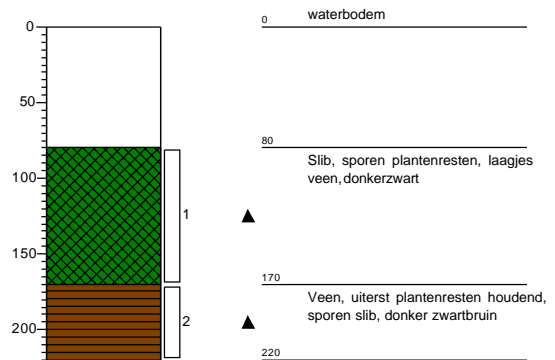 0
0
waterbodem
50
80
Slib, sporen plantenresten, laagjes
veen, donkerzwart
100
1
150
170
Veen, uiterst plantenresten houdend,
sporen slib, donker zwartbruin
2
200
220